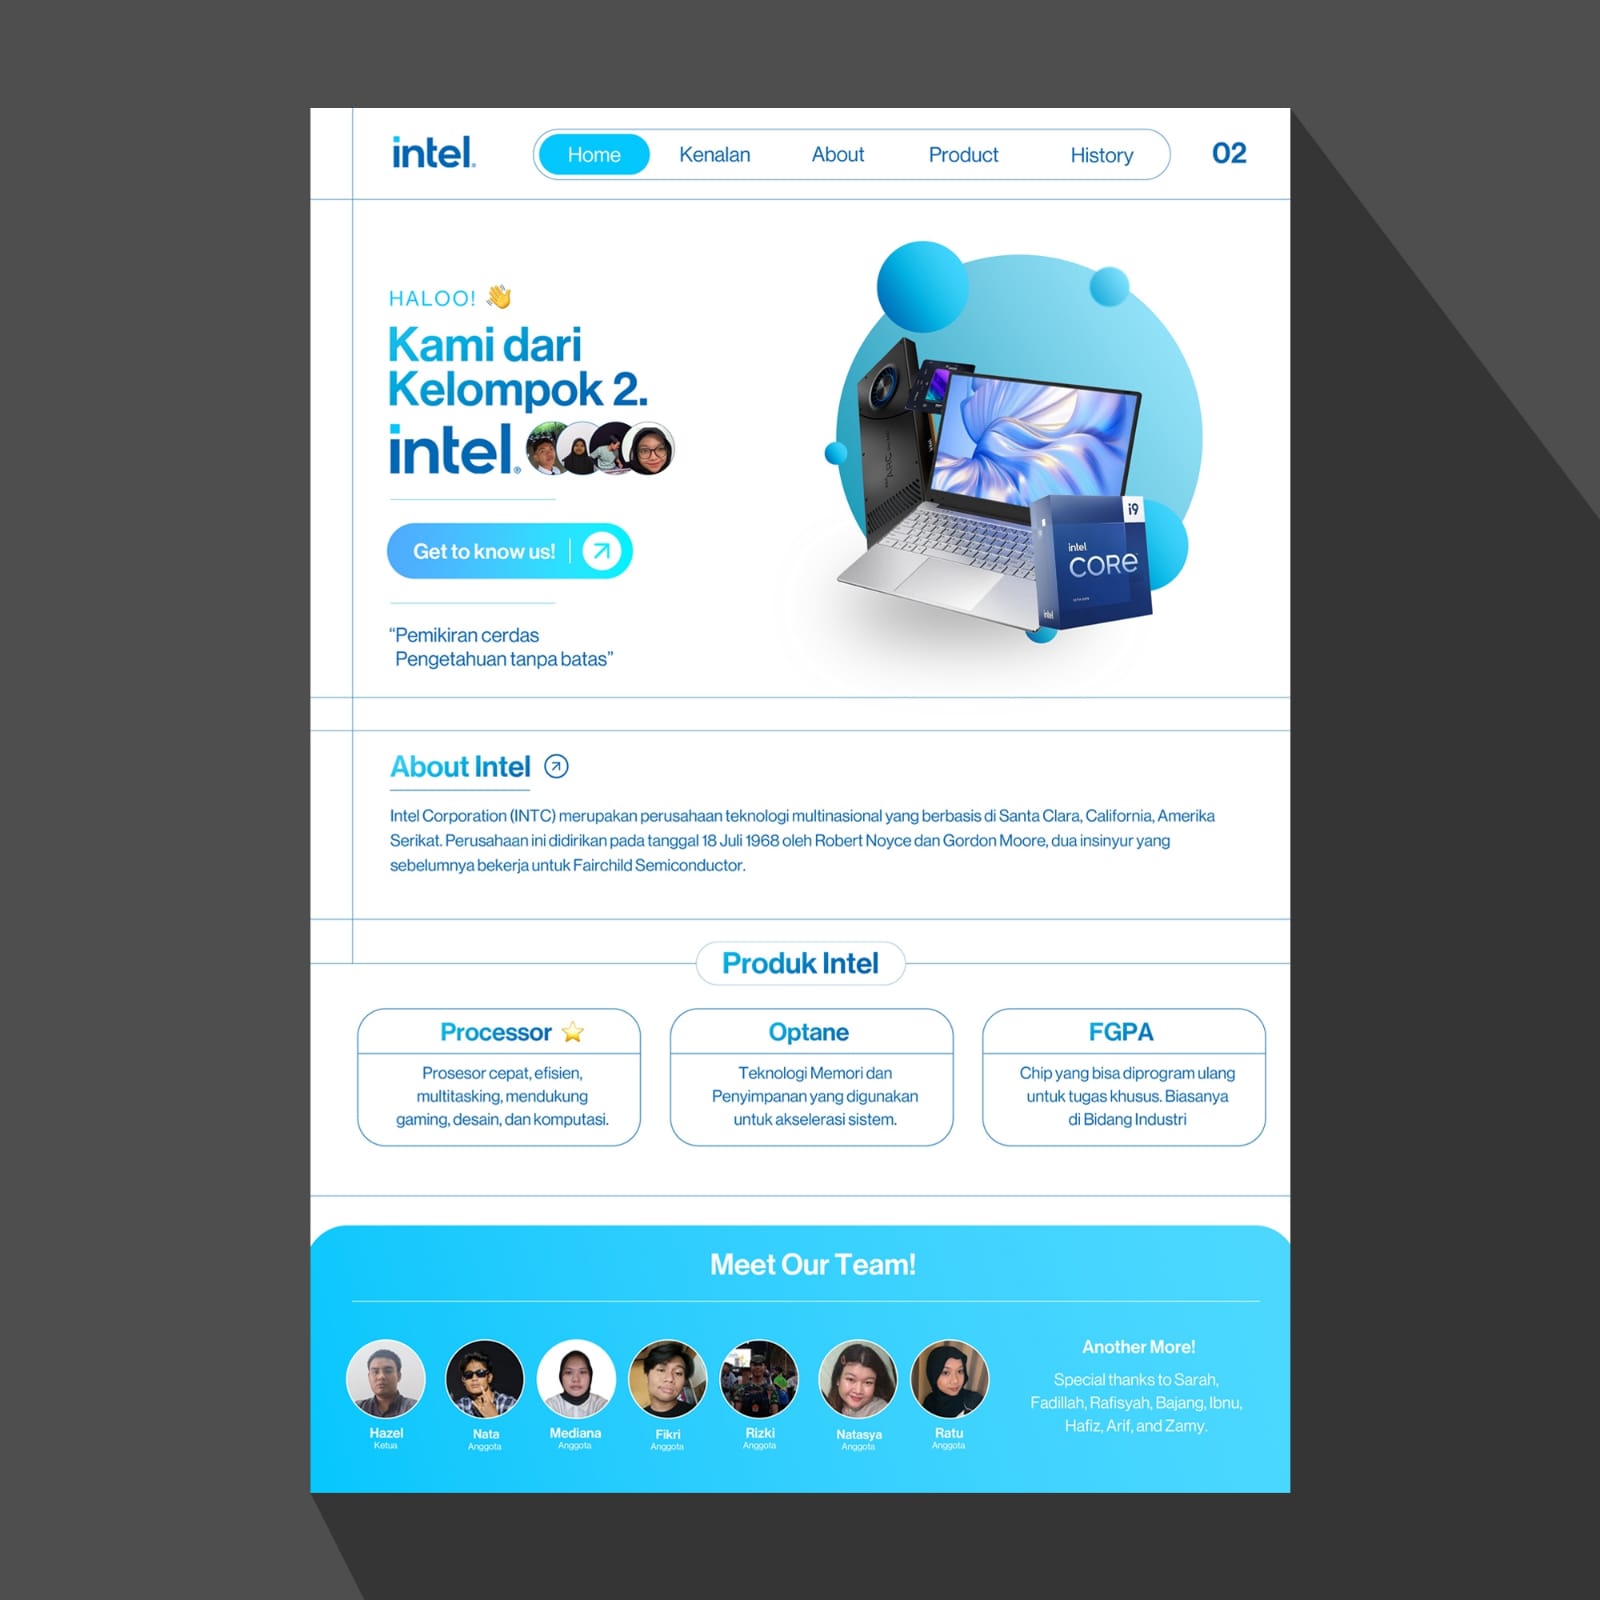 intel.
Home
Kenalan
About
Product
History
02
HALOO! 👋
Kami dari
Kelompok 2.
intel.
Get to know us!
“Pemikiran cerdas
Pengetahuan tanpa batas”
ARC
i9
intel
CORE
intel
About Intel
Intel Corporation (INTC) merupakan perusahaan teknologi multinasional yang berbasis di Santa Clara, California, Amerika
Serikat. Perusahaan ini didirikan pada tanggal 18 Juli 1968 oleh Robert Noyce dan Gordon Moore, dua insinyur yang
sebelumnya bekerja untuk Fairchild Semiconductor.
Produk Intel
Processor ⭐
Prosesor cepat, efisien,
multitasking, mendukung
gaming, desain, dan komputasi.
Optane
Teknologi Memori dan
Penyimpanan yang digunakan
untuk akselerasi sistem.
FGPA
Chip yang bisa diprogram ulang
untuk tugas khusus. Biasanya
di Bidang Industri
Meet Our Team!
Hazel
Ketua
Nata
Anggota
Mediana
Anggota
Fikri
Anggota
Rizki
Anggota
Natasya
Anggota
Ratu
Anggota
Another More!
Special thanks to Sarah,
Fadillah, Rafisyah, Bajang, Ibnu,
Hafiz, Arif, and Zamy.